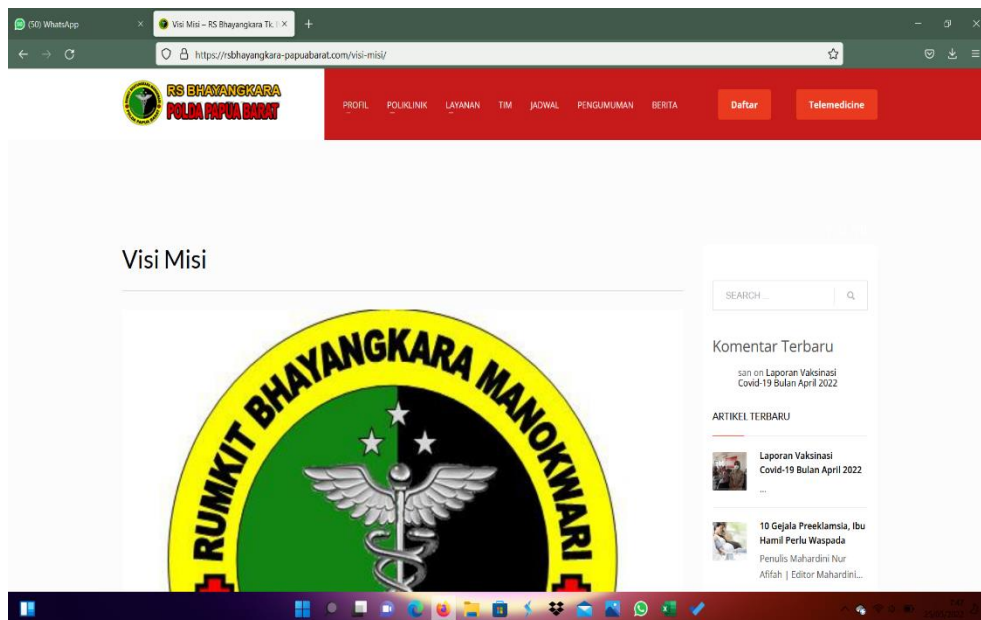 (50) WhatsApp
Visi Misi – RS Bhayangkara Tk.
https://rsbhayangkara-papuabarat.com/visi-misi/
RS BHAYANGKARA
POLDA PAPUA BARAT
PROFIL POLIKLINIK LAYANAN TIM JADWAL PENGUMUMAN BERITA
Daftar
Telemedicine
Visi Misi
RUMKIT BHAYANGKARA MANOKWARI
SEARCH ...
Komentar Terbaru
san on Laporan Vaksinasi
Covid-19 Bulan April 2022
ARTIKEL TERBARU
Laporan Vaksinasi
Covid-19 Bulan April 2022
...
10 Gejala Preeklamsia, Ibu
Hamil Perlu Waspada
Penulis Mahardini Nur
Afifah | Editor Mahardini...